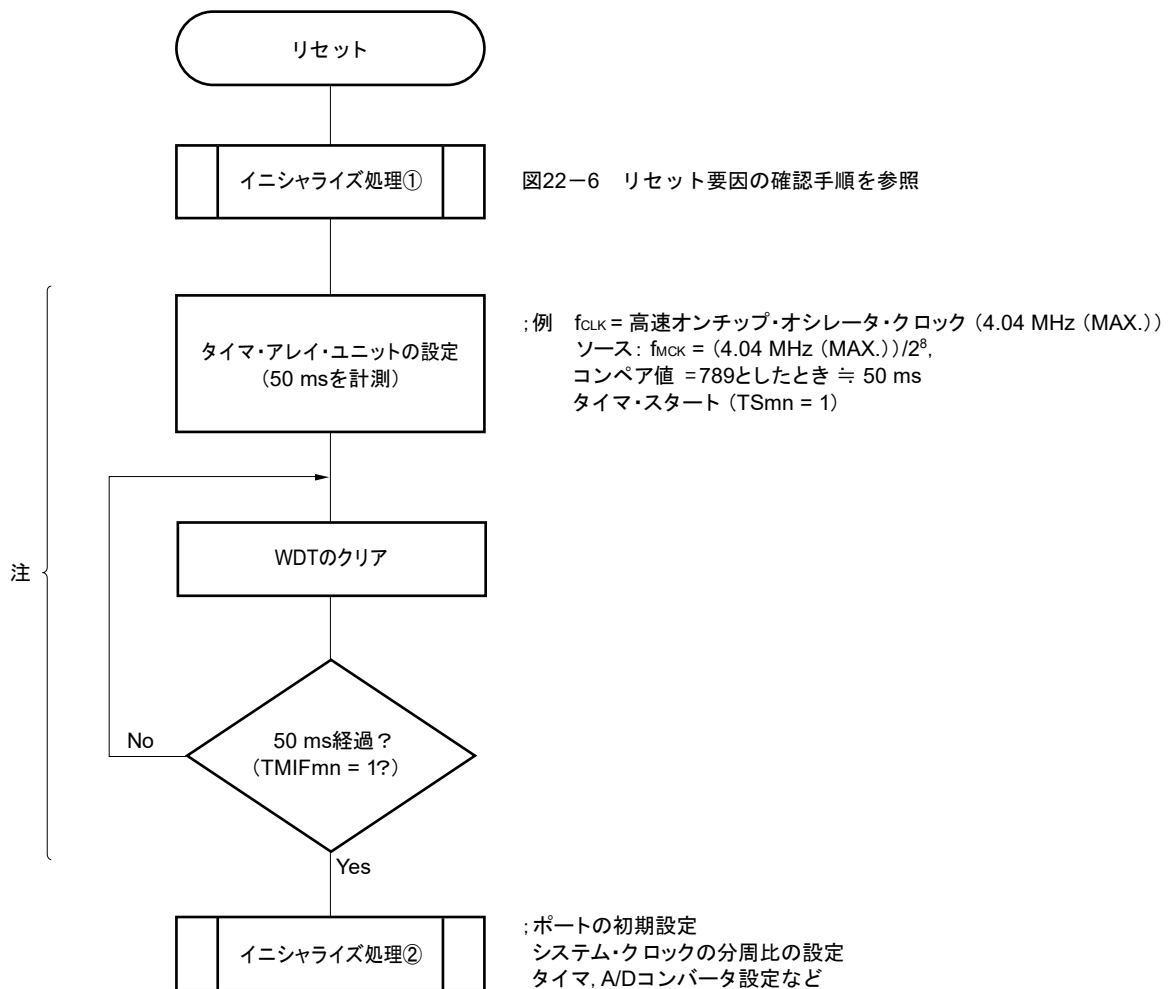 リセット
イニシャライズ処理①
図22－6　リセット要因の確認手順を参照
タイマ・アレイ・ユニットの設定
(50 msを計測)
;例　fCLK = 高速オンチップ・オシレータ・クロック (4.04 MHz (MAX.))
ソース: fMCK = (4.04 MHz (MAX.))/2⁸,
コンペア値 =789としたとき ≒ 50 ms
タイマ・スタート (TSmn = 1)
注
WDTのクリア
No
50 ms経過？
(TMIFmn = 1?)
Yes
イニシャライズ処理②
;ポートの初期設定
システム・クロックの分周比の設定
タイマ, A/Dコンバータ設定など